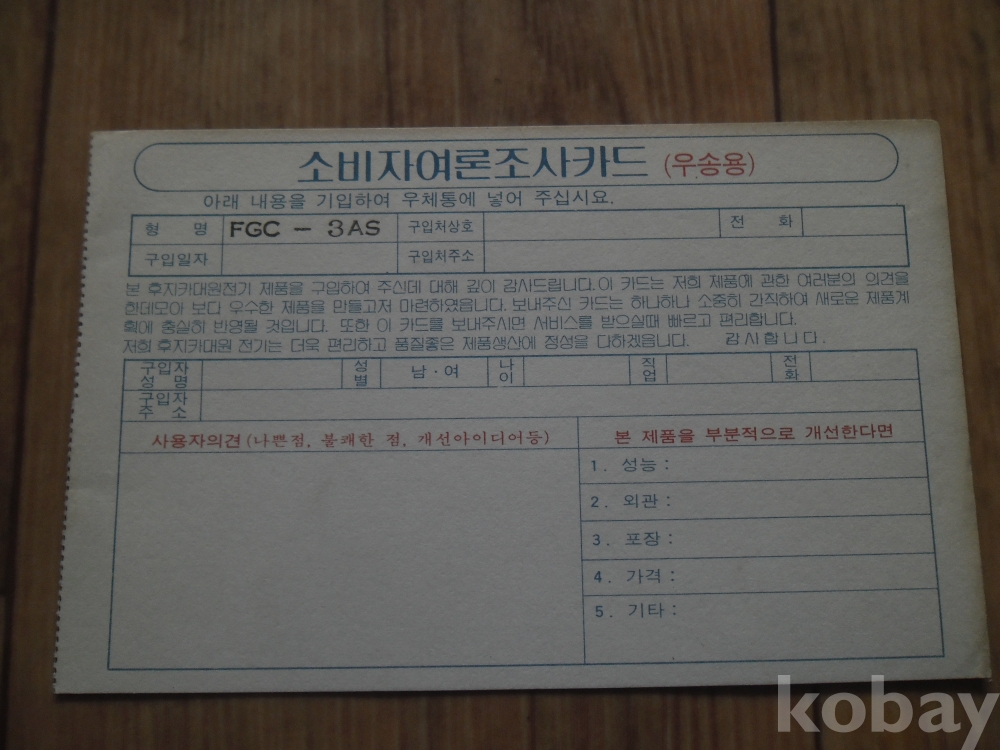 소비자여론조사카드 (우송용)
아래 내용을 기입하여 우체통에 넣어 주십시요.
형 명 FGC - 3AS 구입처상호 전 화
구입일자 구입처주소
본 후지카대원전기 제품을 구입하여 주신데 대해 깊이 감사드립니다. 이 카드는 저희 제품에 관한 여러분의 의견을
한데모아 보다 우수한 제품을 만들고저 마련하였읍니다. 보내주신 카드는 하나하나 소중히 간직하여 새로운 제품계
획에 충실히 반영될 것입니다. 또한 이 카드를 보내주시면 서비스를 받으실때 빠르고 편리합니다.
저희 후지카대원 전기는 더욱 편리하고 품질좋은 제품생산에 정성을 다하겠읍니다. 감사합니다.
구입자 성명 성별 남·여 나이 직업 전화
구입자 주소
사용자의견 (나쁜점, 불쾌한 점, 개선아이디어등) 본 제품을 부분적으로 개선한다면
1. 성능 :
2. 외관 :
3. 포장 :
4. 가격 :
5. 기타 :
kobay